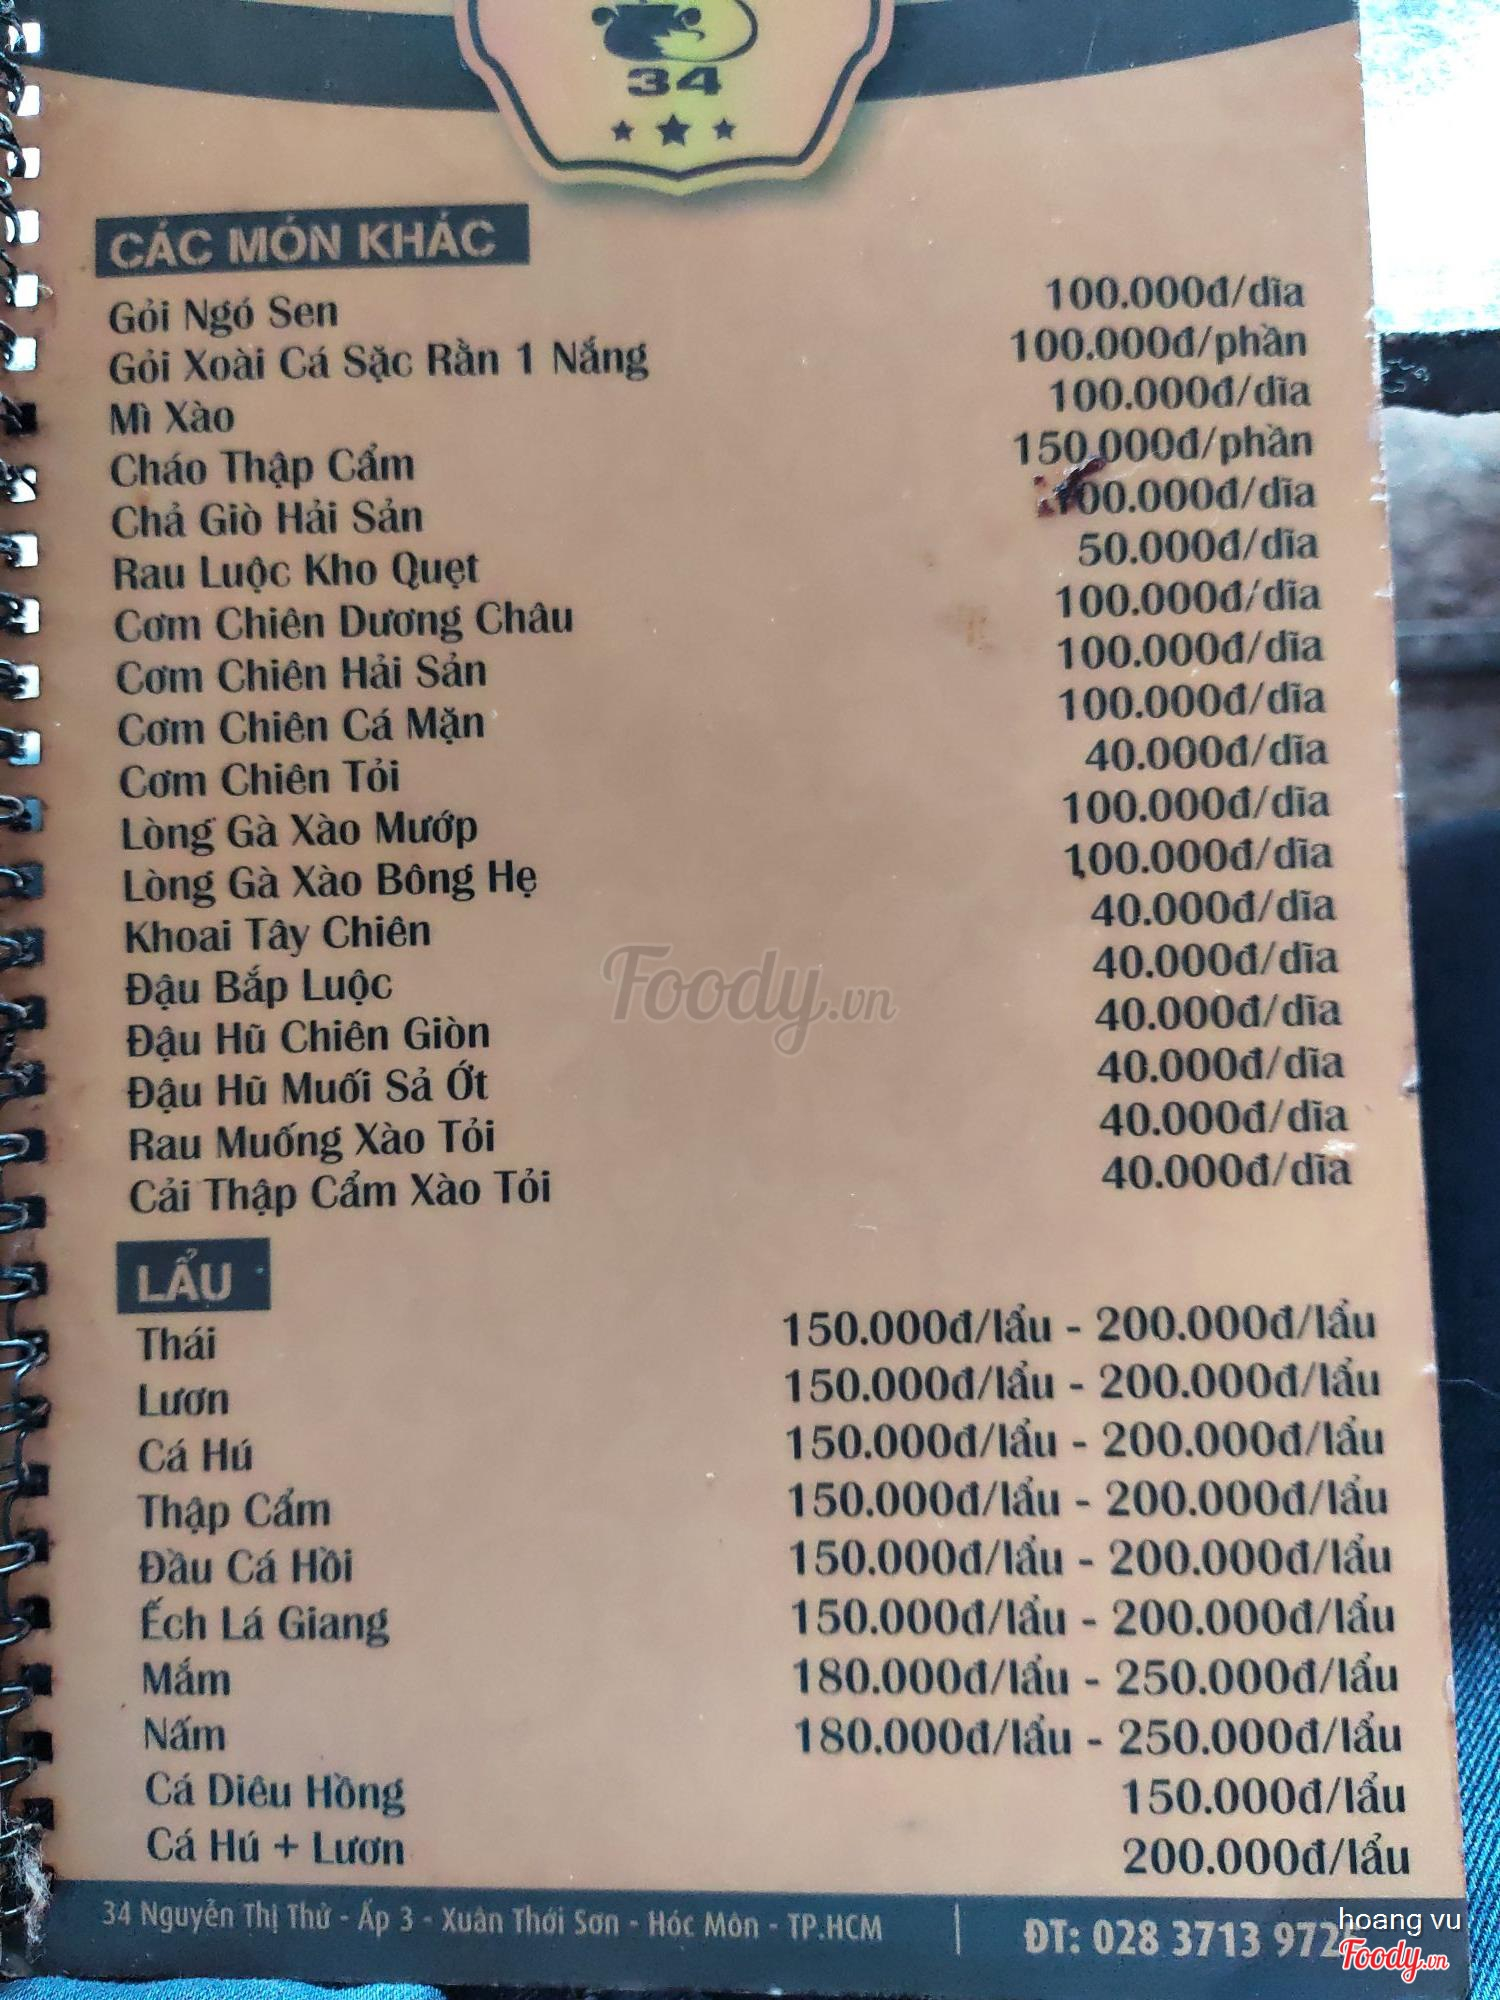 34
CÁC MÓN KHÁC
Gỏi Ngó Sen 100.000đ/dĩa
Gỏi Xoài Cá Sặc Rằn 1 Nắng 100.000đ/phần
Mì Xào 100.000đ/dĩa
Cháo Thập Cẩm 150.000đ/phần
Chả Giò Hải Sản 100.000đ/dĩa
Rau Luộc Kho Quẹt 50.000đ/dĩa
Cơm Chiên Dương Châu 100.000đ/dĩa
Cơm Chiên Hải Sản 100.000đ/dĩa
Cơm Chiên Cá Mặn 100.000đ/dĩa
Cơm Chiên Tỏi 40.000đ/dĩa
Lòng Gà Xào Mướp 100.000đ/dĩa
Lòng Gà Xào Bông Hẹ 100.000đ/dĩa
Khoai Tây Chiên 40.000đ/dĩa
Đậu Bắp Luộc 40.000đ/dĩa
Đậu Hũ Chiên Giòn 40.000đ/dĩa
Đậu Hũ Muối Sả Ớt 40.000đ/dĩa
Rau Muống Xào Tỏi 40.000đ/dĩa
Cải Thập Cẩm Xào Tỏi 40.000đ/dĩa
Foody.vn
LẨU
Thái 150.000đ/lẩu - 200.000đ/lẩu
Lươn 150.000đ/lẩu - 200.000đ/lẩu
Cá Hú 150.000đ/lẩu - 200.000đ/lẩu
Thập Cẩm 150.000đ/lẩu - 200.000đ/lẩu
Đầu Cá Hồi 150.000đ/lẩu - 200.000đ/lẩu
Ếch Lá Giang 150.000đ/lẩu - 200.000đ/lẩu
Mắm 180.000đ/lẩu - 250.000đ/lẩu
Nấm 180.000đ/lẩu - 250.000đ/lẩu
Cá Diêu Hồng 150.000đ/lẩu
Cá Hú + Lươn 200.000đ/lẩu
34 Nguyễn Thị Thử - Ấp 3 - Xuân Thới Sơn - Hóc Môn - TP.HCM
ĐT: 028 3713
hoang vu
Foody.vn